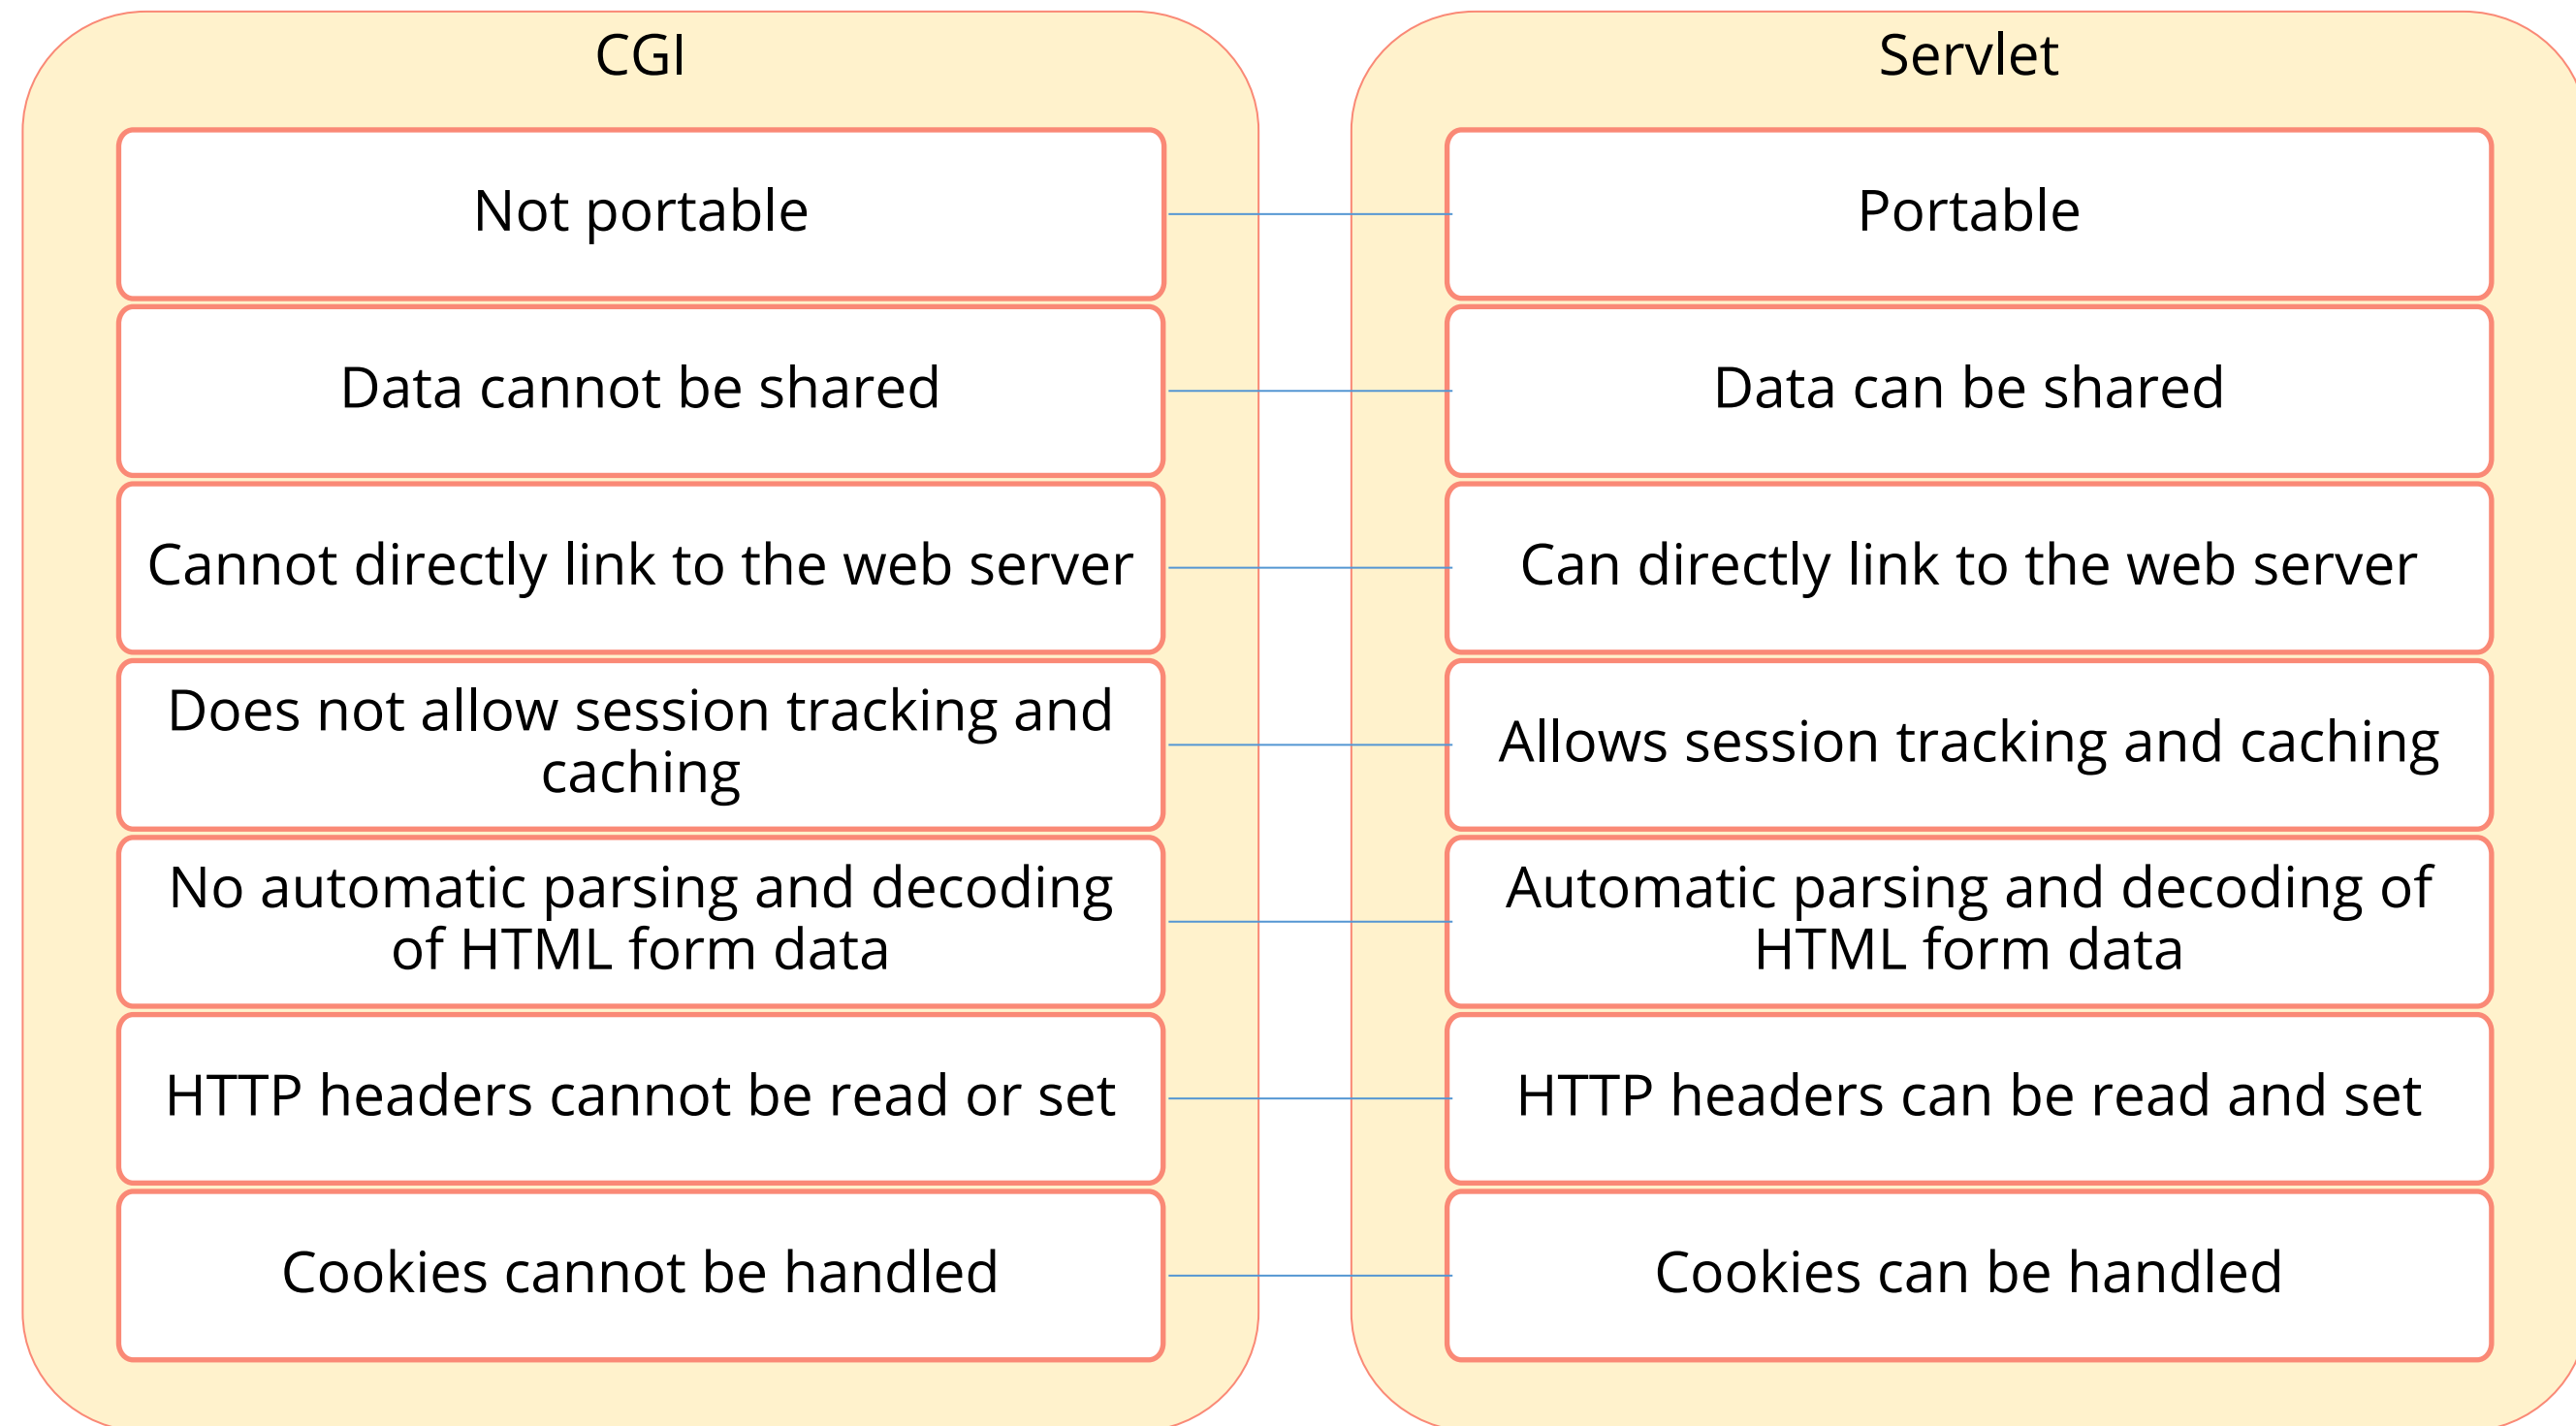 CGI
Not portable
Data cannot be shared
Cannot directly link to the web server
Does not allow session tracking and
caching
No automatic parsing and decoding
of HTML form data
HTTP headers cannot be read or set
Cookies cannot be handled
Servlet
Portable
Data can be shared
Can directly link to the web server
Allows session tracking and caching
Automatic parsing and decoding of
HTML form data
HTTP headers can be read and set
Cookies can be handled